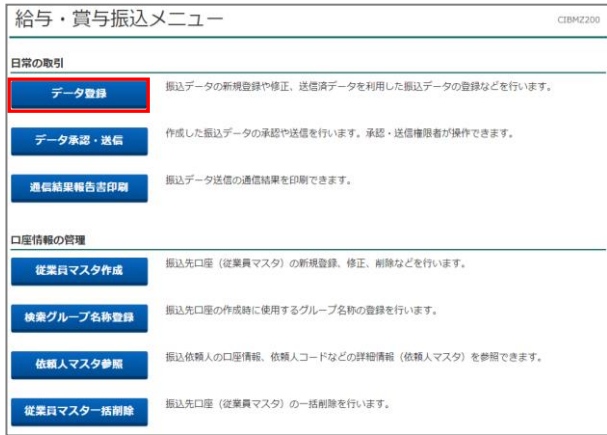 給与・賞与振込メニュー
CIBMZ200
日常の取引
データ登録
振込データの新規登録や修正、送信済データを利用した振込データの登録などを行います。
データ承認・送信
作成した振込データの承認や送信を行います。承認・送信権限者が操作できます。
通信結果報告書印刷
振込データ送信の通信結果を印刷できます。
口座情報の管理
従業員マスタ作成
振込先口座（従業員マスタ）の新規登録、修正、削除などを行います。
検索グループ名称登録
振込先口座の作成時に使用するグループ名称の登録を行います。
依頼人マスタ参照
振込依頼人の口座情報、依頼人コードなどの詳細情報（依頼人マスタ）を参照できます。
従業員マスター括削除
振込先口座（従業員マスタ）の一括削除を行います。